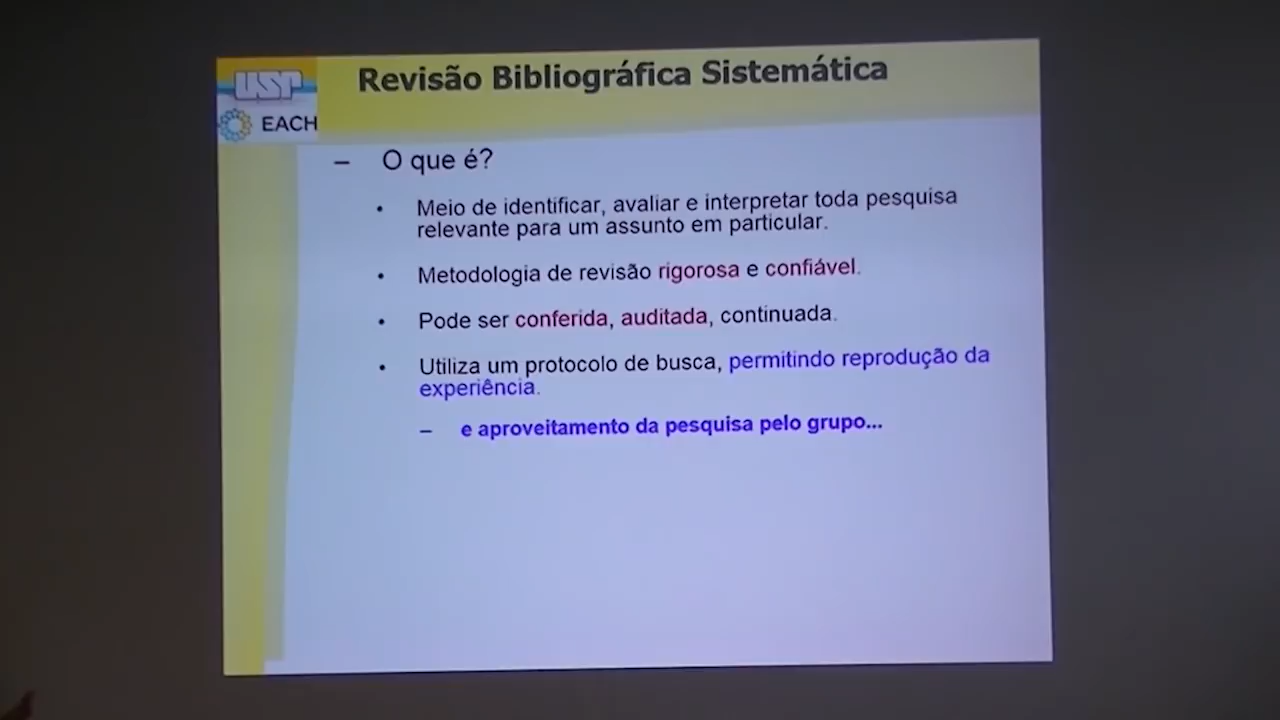 USP
EACH
Revisão Bibliográfica Sistemática
– O que é?
• Meio de identificar, avaliar e interpretar toda pesquisa
relevante para um assunto em particular.
• Metodologia de revisão rigorosa e confiável.
• Pode ser conferida, auditada, continuada.
• Utiliza um protocolo de busca, permitindo reprodução da
experiência.
– e aproveitamento da pesquisa pelo grupo...